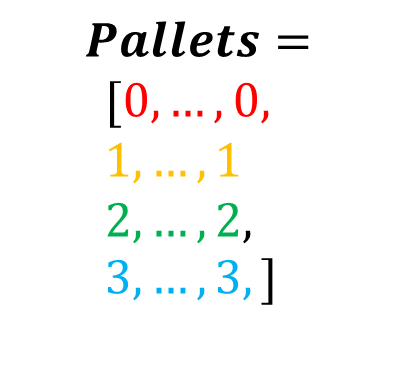 Pallets =
[0, ... , 0,
1, ... , 1
2, ... , 2,
3, ... , 3, ]